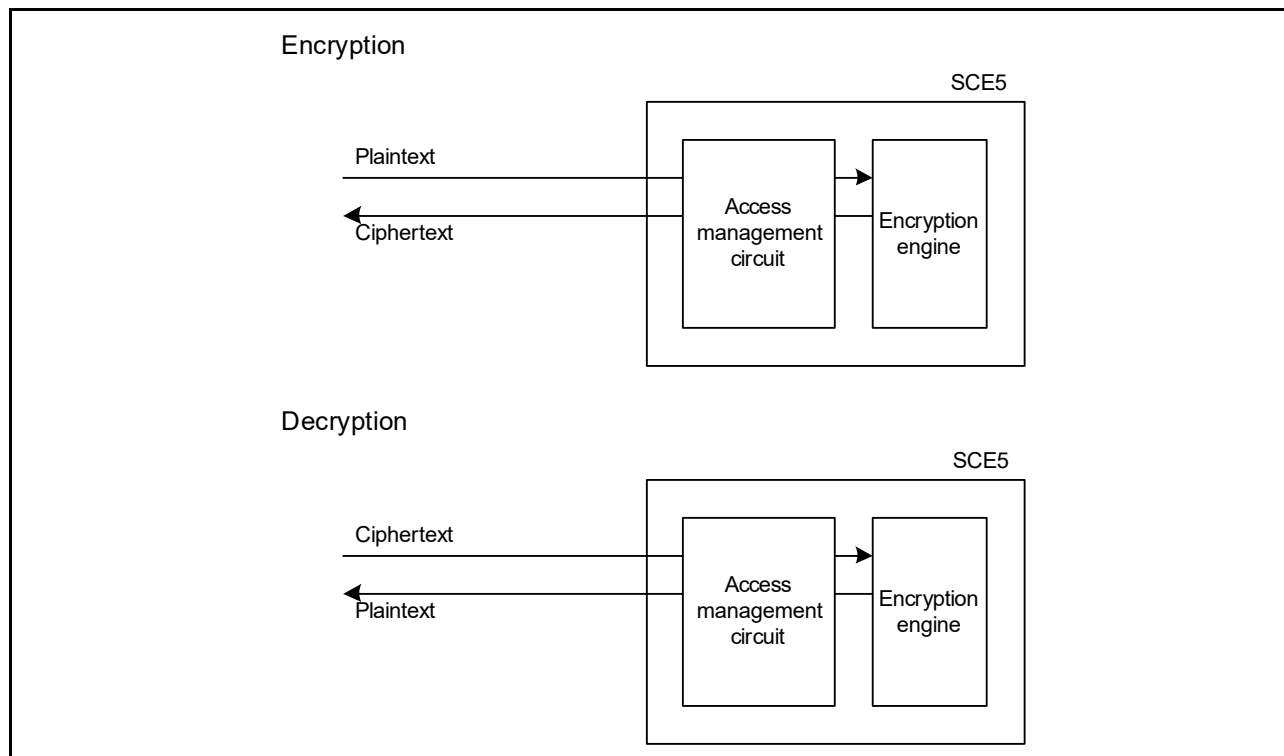 Encryption
SCE5
Plaintext
Ciphertext
Access
management
circuit
Encryption
engine
Decryption
SCE5
Ciphertext
Plaintext
Access
management
circuit
Encryption
engine